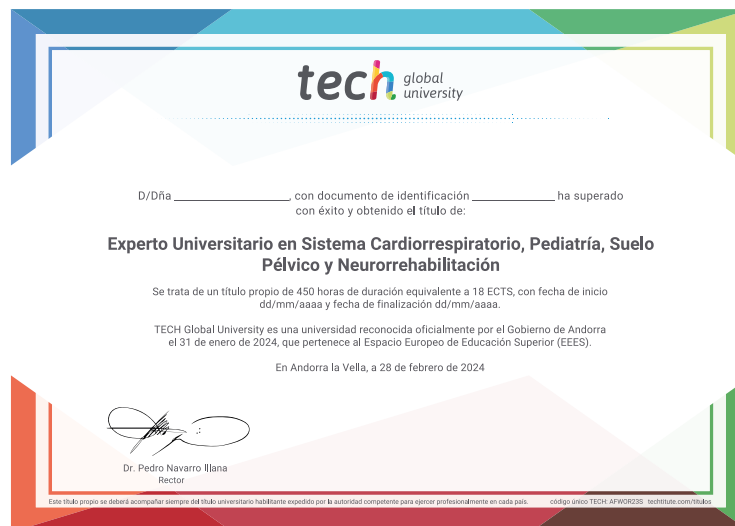 tech global
university
D/Dña ______________, con documento de identificación ____________ ha superado
con éxito y obtenido el título de:
Experto Universitario en Sistema Cardiorrespiratorio, Pediatría, Suelo
Pélvico y Neurorrehabilitación
Se trata de un título propio de 450 horas de duración equivalente a 18 ECTS, con fecha de inicio
dd/mm/aaaa y fecha de finalización dd/mm/aaaa.
TECH Global University es una universidad reconocida oficialmente por el Gobierno de Andorra
el 31 de enero de 2024, que pertenece al Espacio Europeo de Educación Superior (EEES).
En Andorra la Vella, a 28 de febrero de 2024
Dr. Pedro Navarro Illana
Rector
Este título propio se deberá acompañar siempre del título universitario habilitante expedido por la autoridad competente para ejercer profesionalmente en cada país. código único TECH: AFWOR23S techtitute.com/titulos